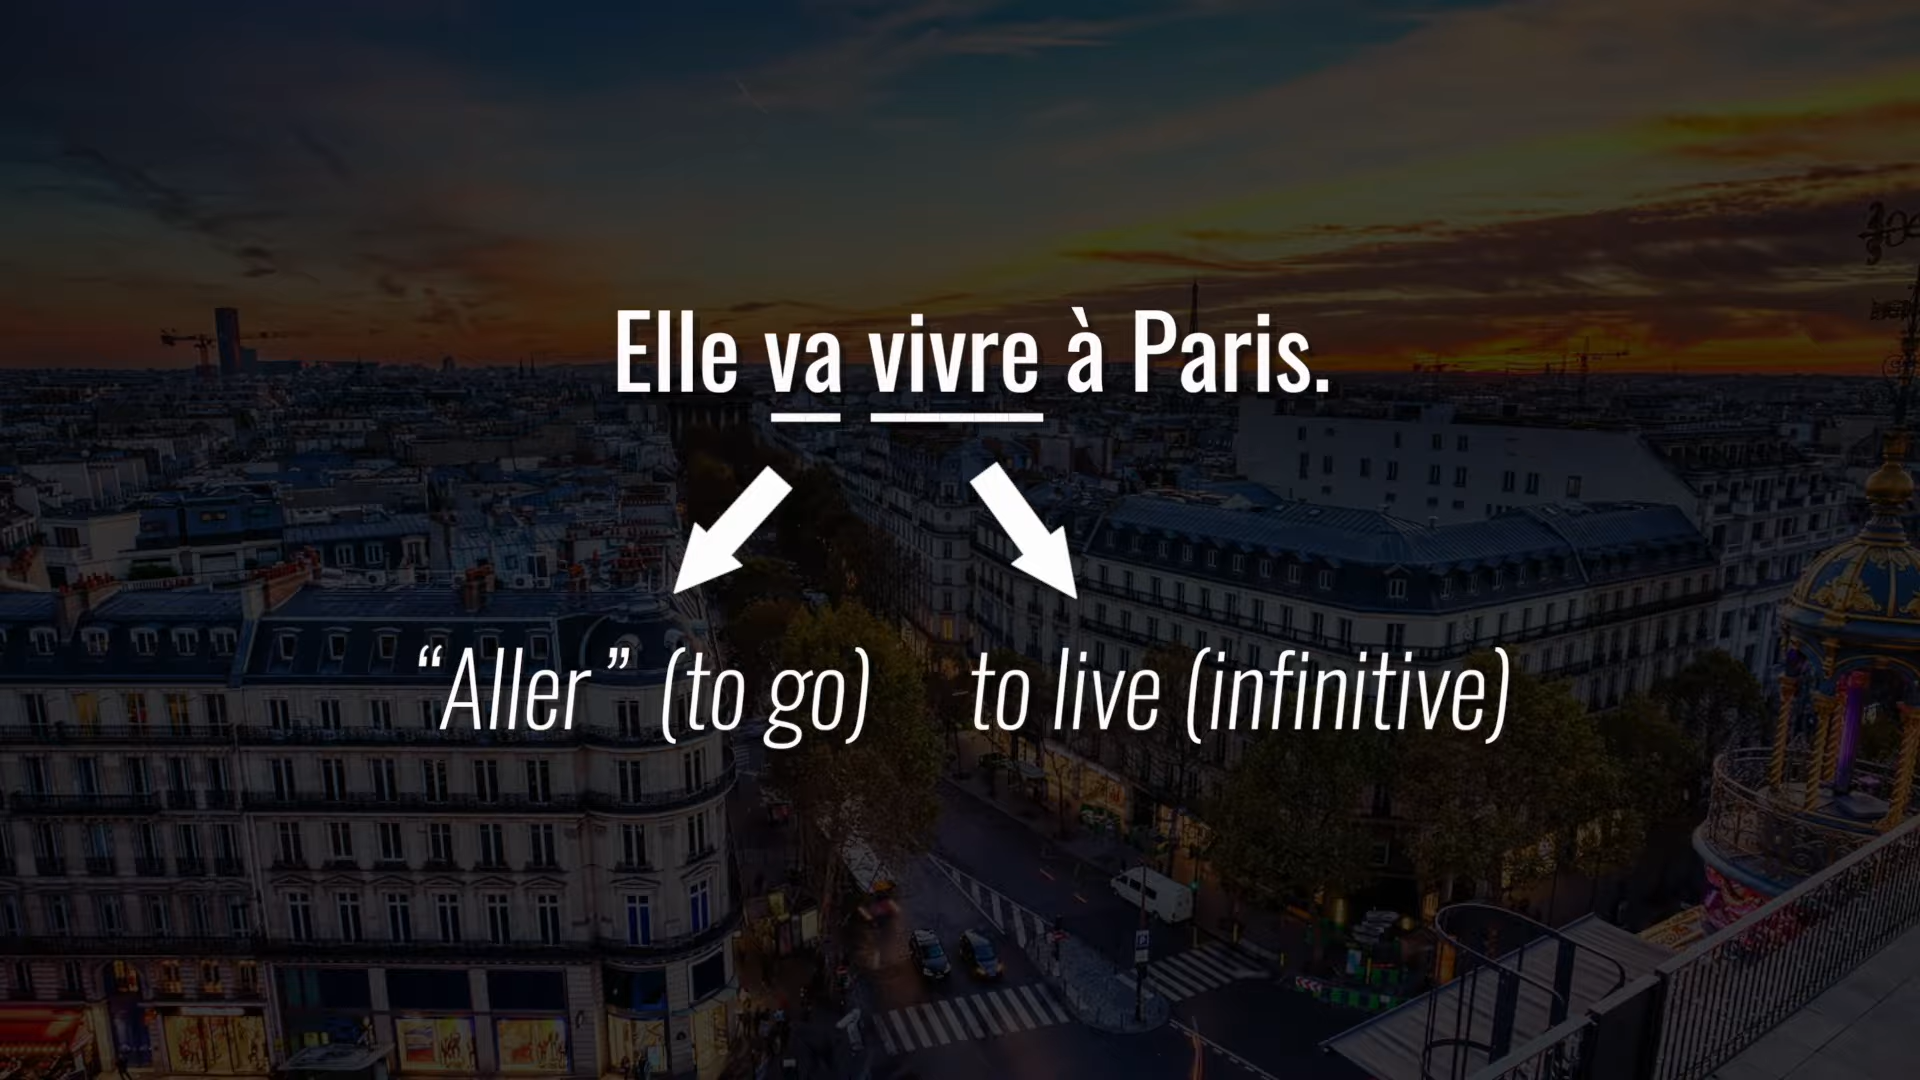 Elle va vivre à Paris.
“Aller” (to go) to live (infinitive)